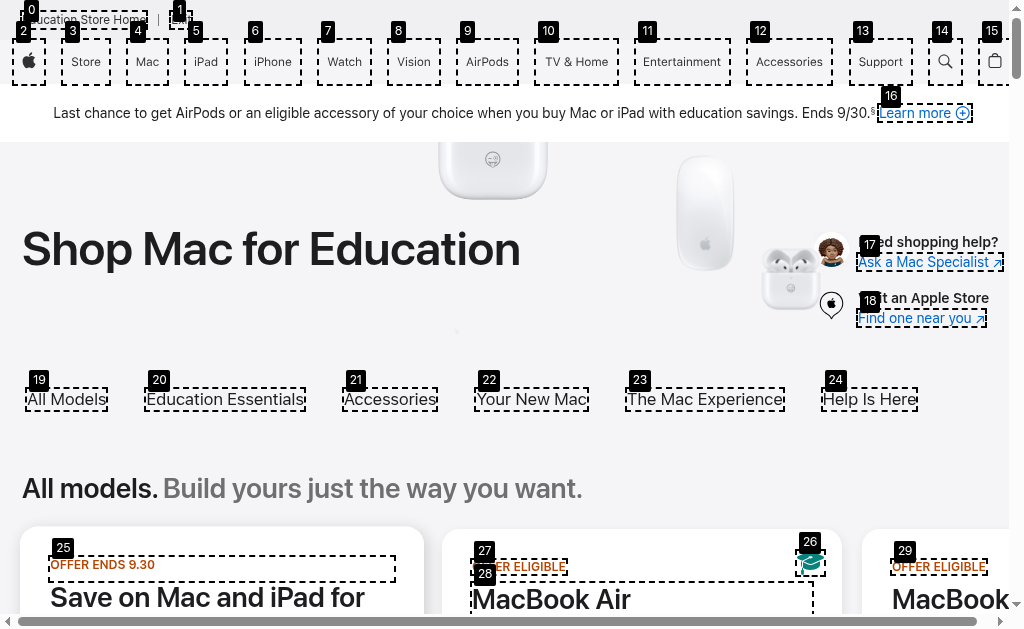 0
1
ducation Store Home | Exit
2
3
4
5
6
7
8
9
10
11
12
13
14
15
Store Mac iPad iPhone Watch Vision AirPods TV & Home Entertainment Accessories Support
16
Last chance to get AirPods or an eligible accessory of your choice when you buy Mac or iPad with education savings. Ends 9/30.§ Learn more
Shop Mac for Education
17
ed shopping help?
Ask a Mac Specialist ↗
18
it an Apple Store
Find one near you ↗
19
20
21
22
23
24
All Models Education Essentials Accessories Your New Mac The Mac Experience Help Is Here
All models. Build yours just the way you want.
25
OFFER ENDS 9.30
Save on Mac and iPad for
26
27
ER ELIGIBLE
28
MacBook Air
29
OFFER ELIGIBLE
MacBook